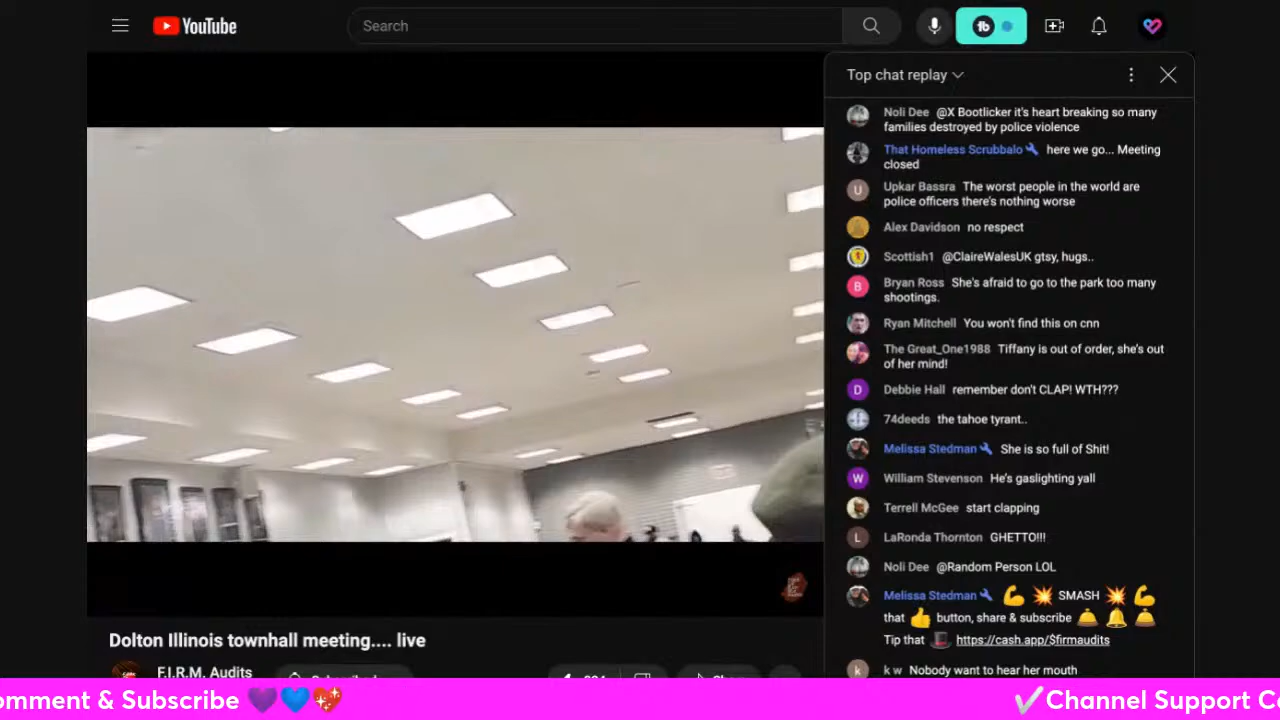 YouTube
Search
Top chat replay
Noli Dee @X Bootlicker it's heart breaking so many
families destroyed by police violence
That Homeless Scrubbalo here we go... Meeting
closed
U Upkar Bassra The worst people in the world are
police officers there's nothing worse
Alex Davidson no respect
Scottish1 @ClaireWalesUK gtsy, hugs..
B Bryan Ross She's afraid to go to the park too many
shootings.
Ryan Mitchell You won't find this on cnn
The Great_One1988 Tiffany is out of order, she's out
of her mind!
D Debbie Hall remember don't CLAP! WTH???
74deeds the tahoe tyrant..
Melissa Stedman She is so full of Shit!
W William Stevenson He's gaslighting yall
Terrell McGee start clapping
L LaRonda Thornton GHETTO!!!
Noli Dee @Random Person LOL
Melissa Stedman 💪 💥 SMASH 💥 💪
that 👍 button, share & subscribe 🛎 🔔 🛎
Tip that 🎩 https://cash.app/$firmaudits
k k w Nobody want to hear her mouth
Dolton Illinois townhall meeting.... live
F.I.R.M. Audits
omment & Subscribe 💜💙💖
✔Channel Support Ca